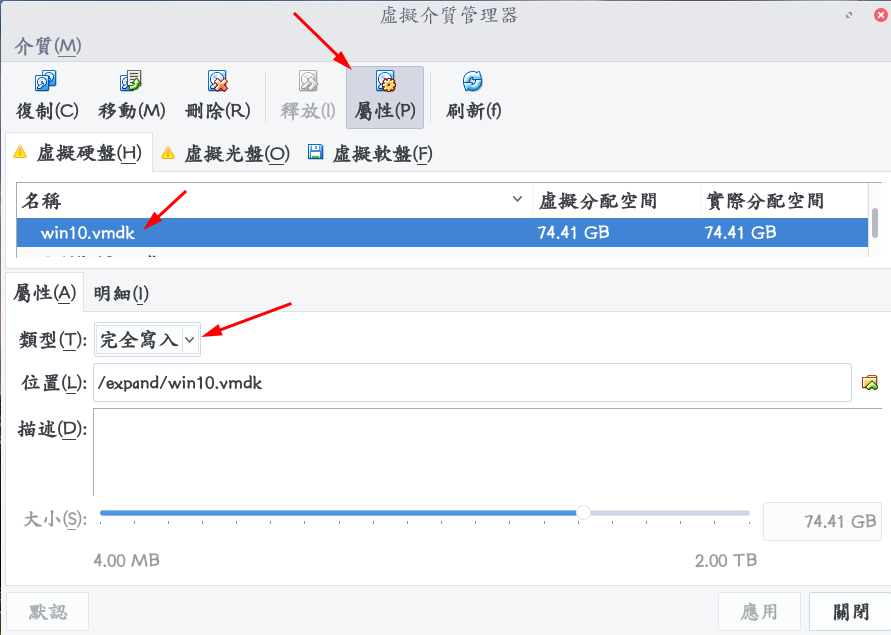 虛擬介質管理器
介質(M)
復制(C) 移動(M) 刪除(R) 釋放(l) 屬性(P) 刷新(f)
虛擬硬盤(H) 虛擬光盤(O) 虛擬軟盤(F)
名稱 虛擬分配空間 實際分配空間
win10.vmdk 74.41 GB 74.41 GB
屬性(A) 明細(I)
類型(T): 完全寫入
位置(L): /expand/win10.vmdk
描述(D):
大小(S): 74.41 GB
4.00 MB 2.00 TB
默認 應用 關閉